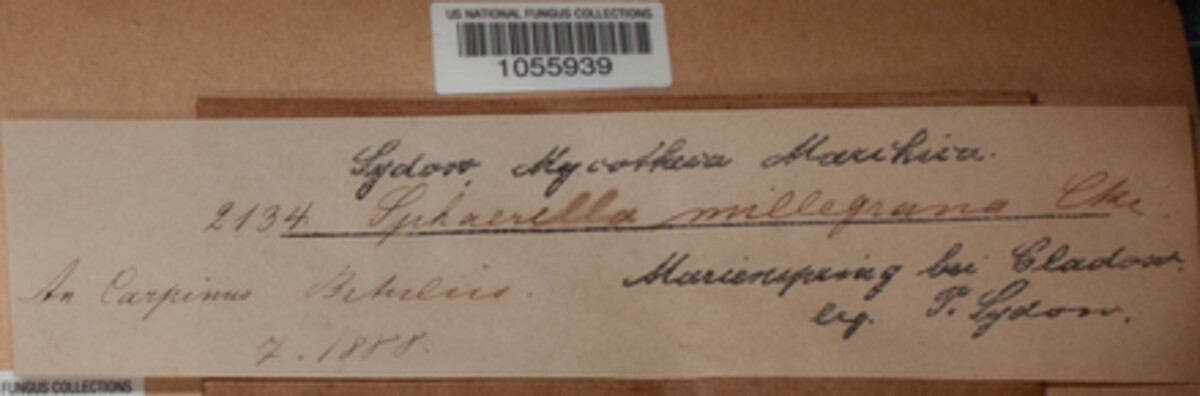 US NATIONAL FUNGUS COLLECTIONS
1055939
Sydow, Mycotheca Marchica.
2134 Sphaerella millegrana Cke.
An Carpinus Betulus.
7. 1888.
Marienspring bei Cladow.
leg. P. Sydow.
FUNGUS COLLECTIONS